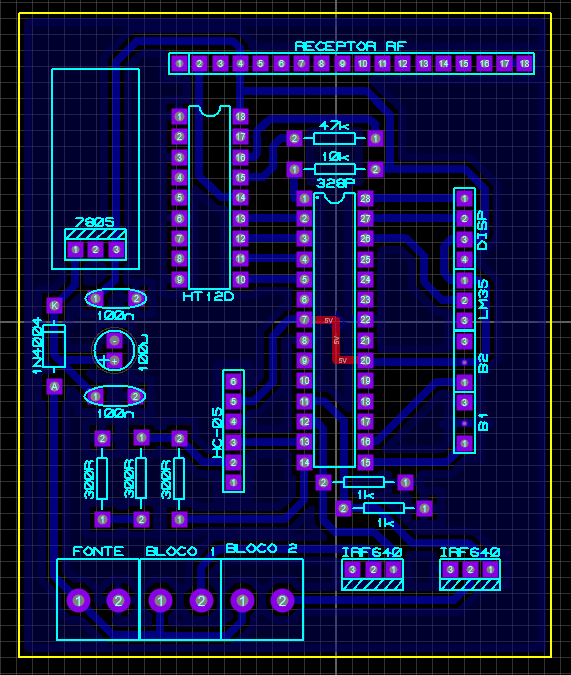 RECEPTOR RF
1 2 3 4 5 6 7 8 9 10 11 12 13 14 15 16 17 18
1 18
2 17
3 16
4 15
5 14
6 13
7 12
8 11
9 10
HT12D
47k
2 1
10k
1 2
328P
1 28
2 27
3 26
4 25
5 24
6 23
7 22
8 21
9 20
10 19
11 18
12 17
13 16
14 15
5V
5V
5V
DISP
1
2
3
4
LM35
1
2
3
B2
3
1
B1
3
1
7805
1 2 3
1 2
100n
K
1N4004
A
-
+
100u
1 2
100n
HC-05
6
5
4
3
2
1
2 1 2
300R 300R 300R
1 2 1
2 1
1k
2 1
1k
FONTE
1 2
BLOCO 1
1 2
BLOCO 2
1 2
IRF640
3 2 1
IRF640
3 2 1